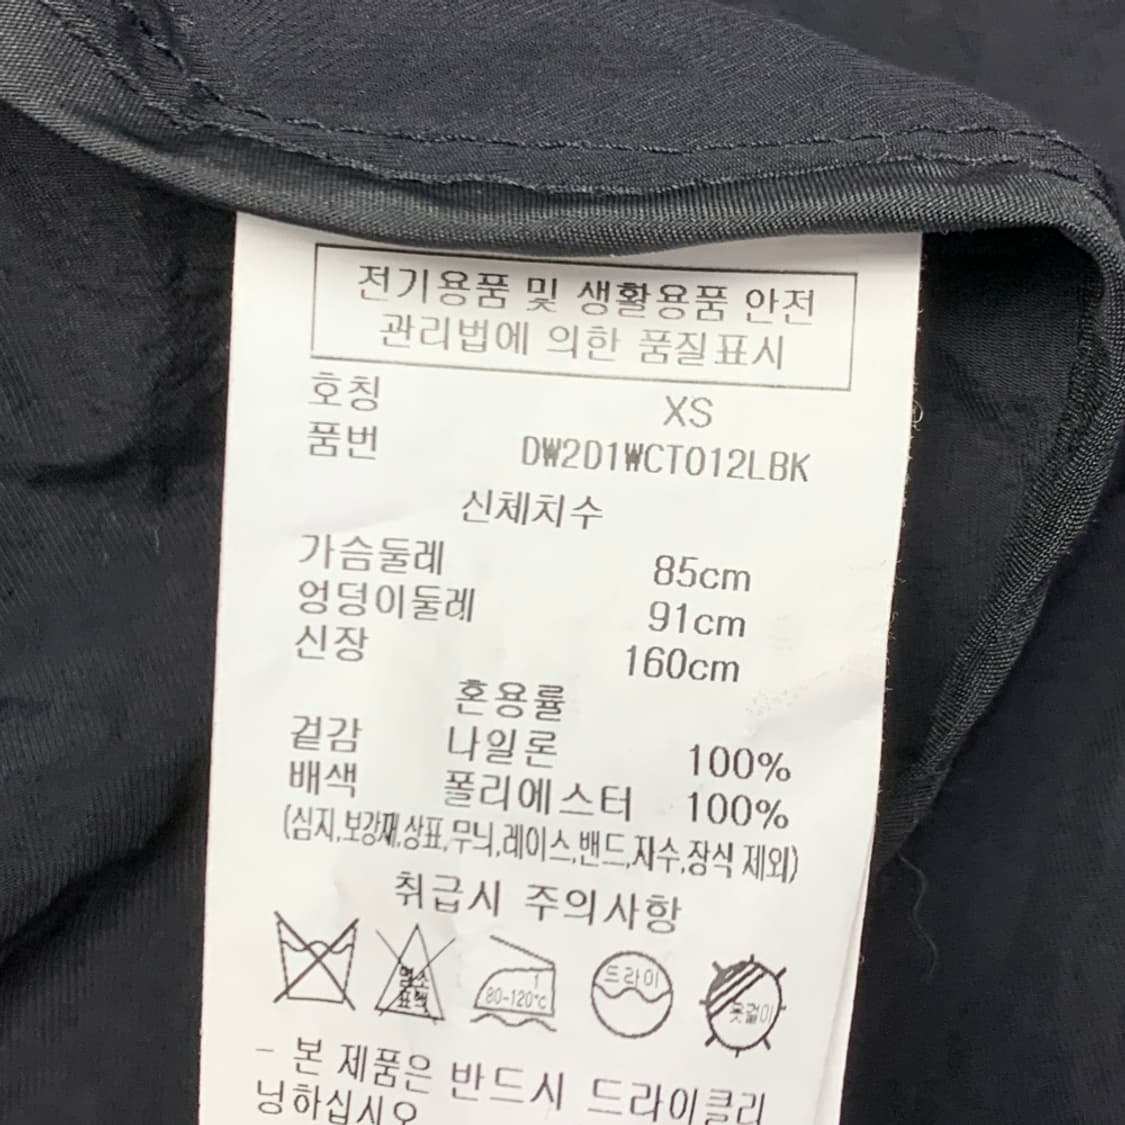 전기용품 및 생활용품 안전
관리법에 의한 품질표시
호칭 XS
품번 DW2D1WCT012LBK
신체치수
가슴둘레 85cm
엉덩이둘레 91cm
신장 160cm
혼용률
겉감 나일론 100%
배색 폴리에스터 100%
(심지,보강재,상표,무늬,레이스,밴드,자수,장식 제외)
취급시 주의사항
염소
표백
1
80-120℃
드라이
옷걸이
- 본 제품은 반드시 드라이클리
닝하십시오